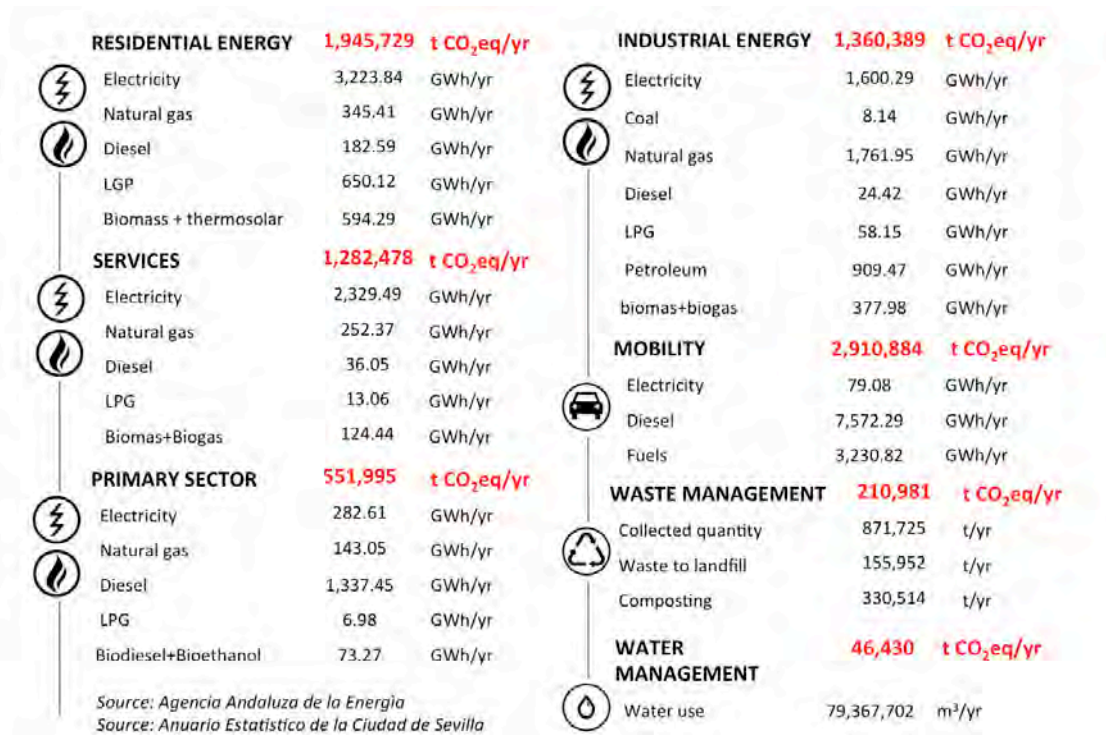 RESIDENTIAL ENERGY 1,945,729 t CO₂eq/yr
Electricity 3,223.84 GWh/yr
Natural gas 345.41 GWh/yr
Diesel 182.59 GWh/yr
LGP 650.12 GWh/yr
Biomass + thermosolar 594.29 GWh/yr
SERVICES 1,282,478 t CO₂eq/yr
Electricity 2,329.49 GWh/yr
Natural gas 252.37 GWh/yr
Diesel 36.05 GWh/yr
LPG 13.06 GWh/yr
Biomas+Biogas 124.44 GWh/yr
PRIMARY SECTOR 551,995 t CO₂eq/yr
Electricity 282.61 GWh/yr
Natural gas 143.05 GWh/yr
Diesel 1,337.45 GWh/yr
LPG 6.98 GWh/yr
Biodiesel+Bioethanol 73.27 GWh/yr
Source: Agencia Andaluza de la Energìa
Source: Anuario Estatistico de la Ciudad de Sevilla
INDUSTRIAL ENERGY 1,360,389 t CO₂eq/yr
Electricity 1,600.29 GWh/yr
Coal 8.14 GWh/yr
Natural gas 1,761.95 GWh/yr
Diesel 24.42 GWh/yr
LPG 58.15 GWh/yr
Petroleum 909.47 GWh/yr
biomas+biogas 377.98 GWh/yr
MOBILITY 2,910,884 t CO₂eq/yr
Electricity 79.08 GWh/yr
Diesel 7,572.29 GWh/yr
Fuels 3,230.82 GWh/yr
WASTE MANAGEMENT 210,981 t CO₂eq/yr
Collected quantity 871,725 t/yr
Waste to landfill 155,952 t/yr
Composting 330,514 t/yr
WATER 46,430 t CO₂eq/yr
MANAGEMENT
Water use 79,367,702 m³/yr